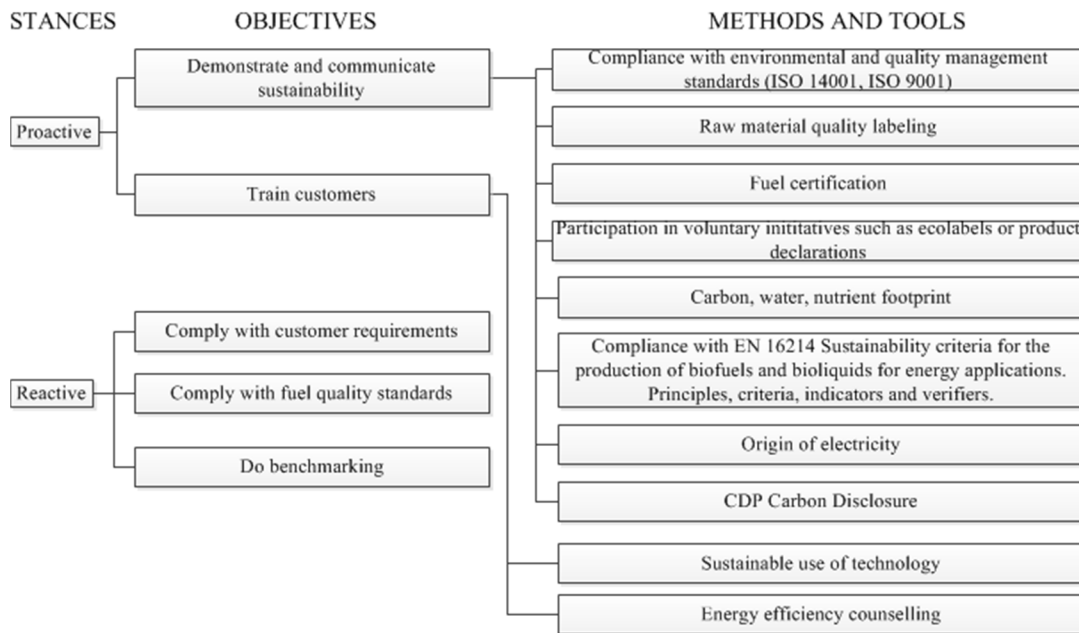 STANCES
OBJECTIVES
METHODS AND TOOLS
Proactive
Demonstrate and communicate
sustainability
Train customers
Reactive
Comply with customer requirements
Comply with fuel quality standards
Do benchmarking
Compliance with environmental and quality management
standards (ISO 14001, ISO 9001)
Raw material quality labeling
Fuel certification
Participation in voluntary inititatives such as ecolabels or product
declarations
Carbon, water, nutrient footprint
Compliance with EN 16214 Sustainability criteria for the
production of biofuels and bioliquids for energy applications.
Principles, criteria, indicators and verifiers.
Origin of electricity
CDP Carbon Disclosure
Sustainable use of technology
Energy efficiency counselling